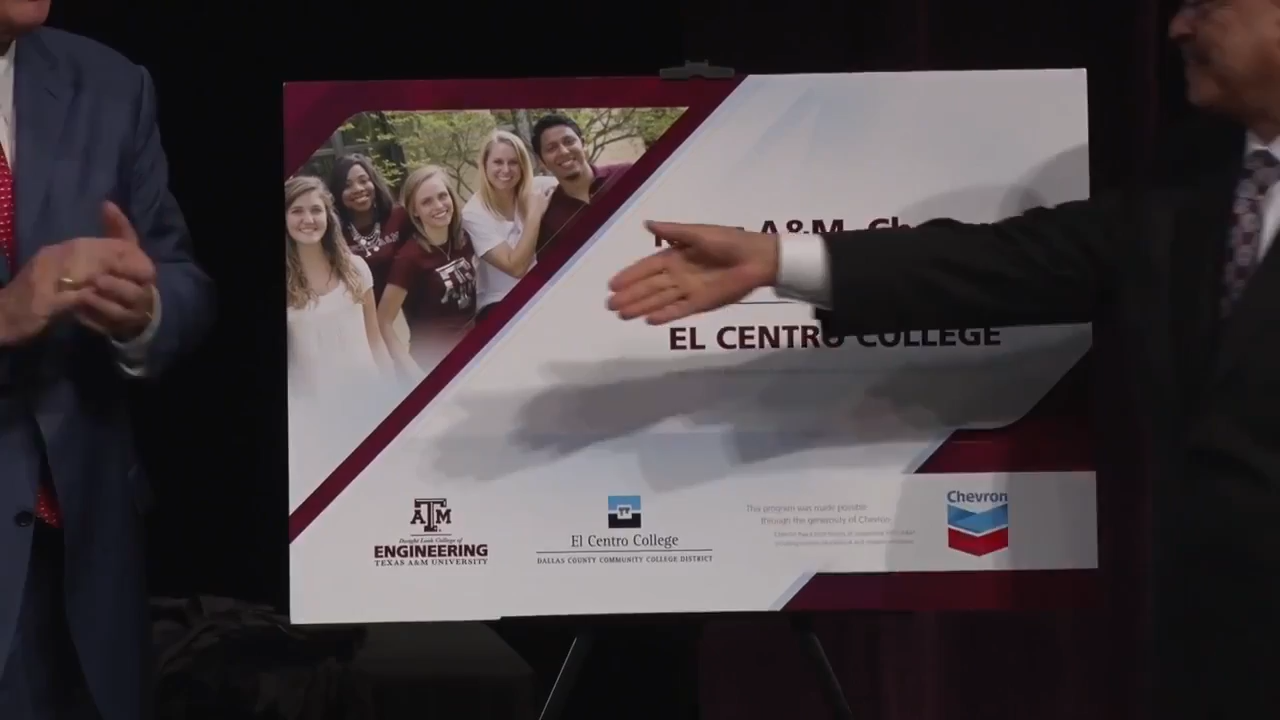 A&M
EL CENTRO COLLEGE
ATM
Dwight Look College of
ENGINEERING
TEXAS A&M UNIVERSITY
El Centro College
DALLAS COUNTY COMMUNITY COLLEGE DISTRICT
This program was made possible
through the generosity of Chevron
Chevron
ATM